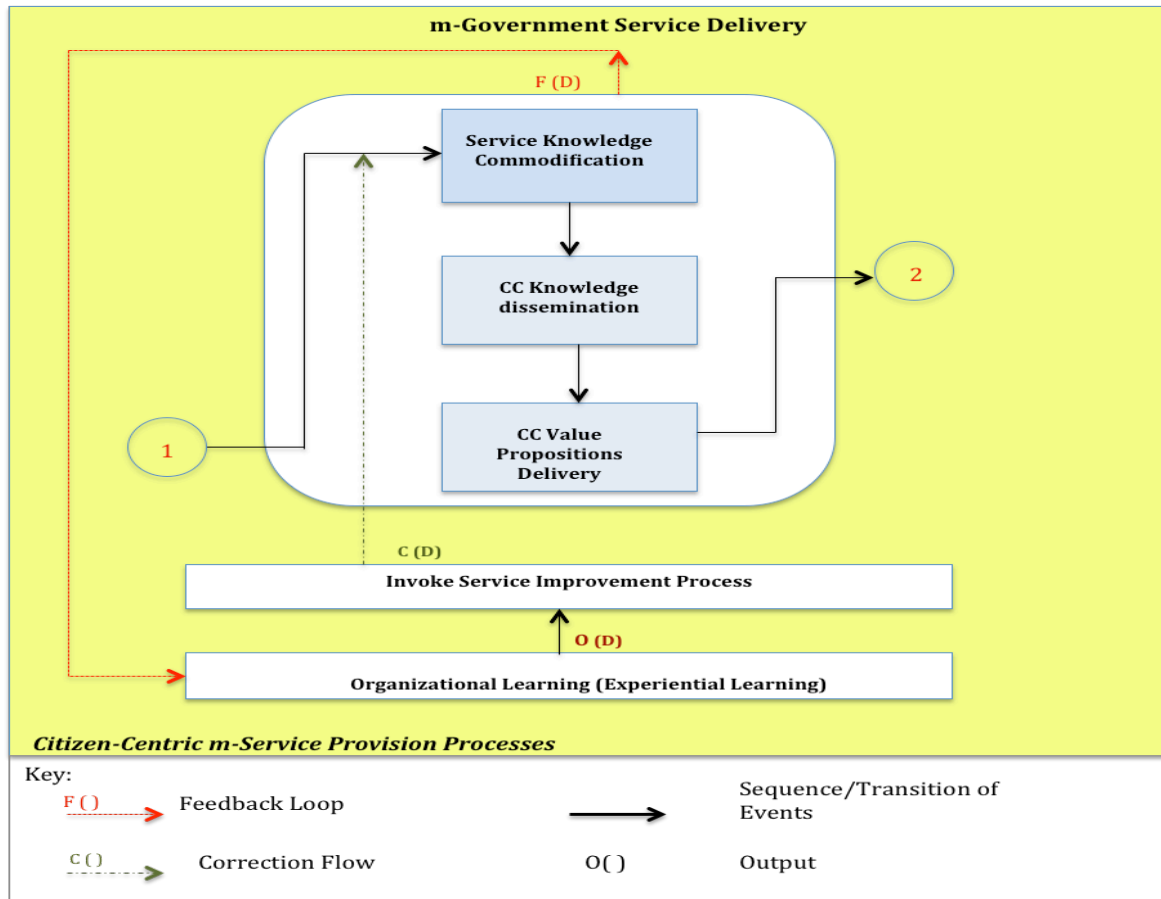 m-Government Service Delivery
F (D)
Service Knowledge
Commodification
CC Knowledge
dissemination
2
1
CC Value
Propositions
Delivery
C (D)
Invoke Service Improvement Process
O (D)
Organizational Learning (Experiential Learning)
Citizen-Centric m-Service Provision Processes
Key:
F ( )
Feedback Loop
Sequence/Transition of
Events
C ( )
Correction Flow
O( )
Output